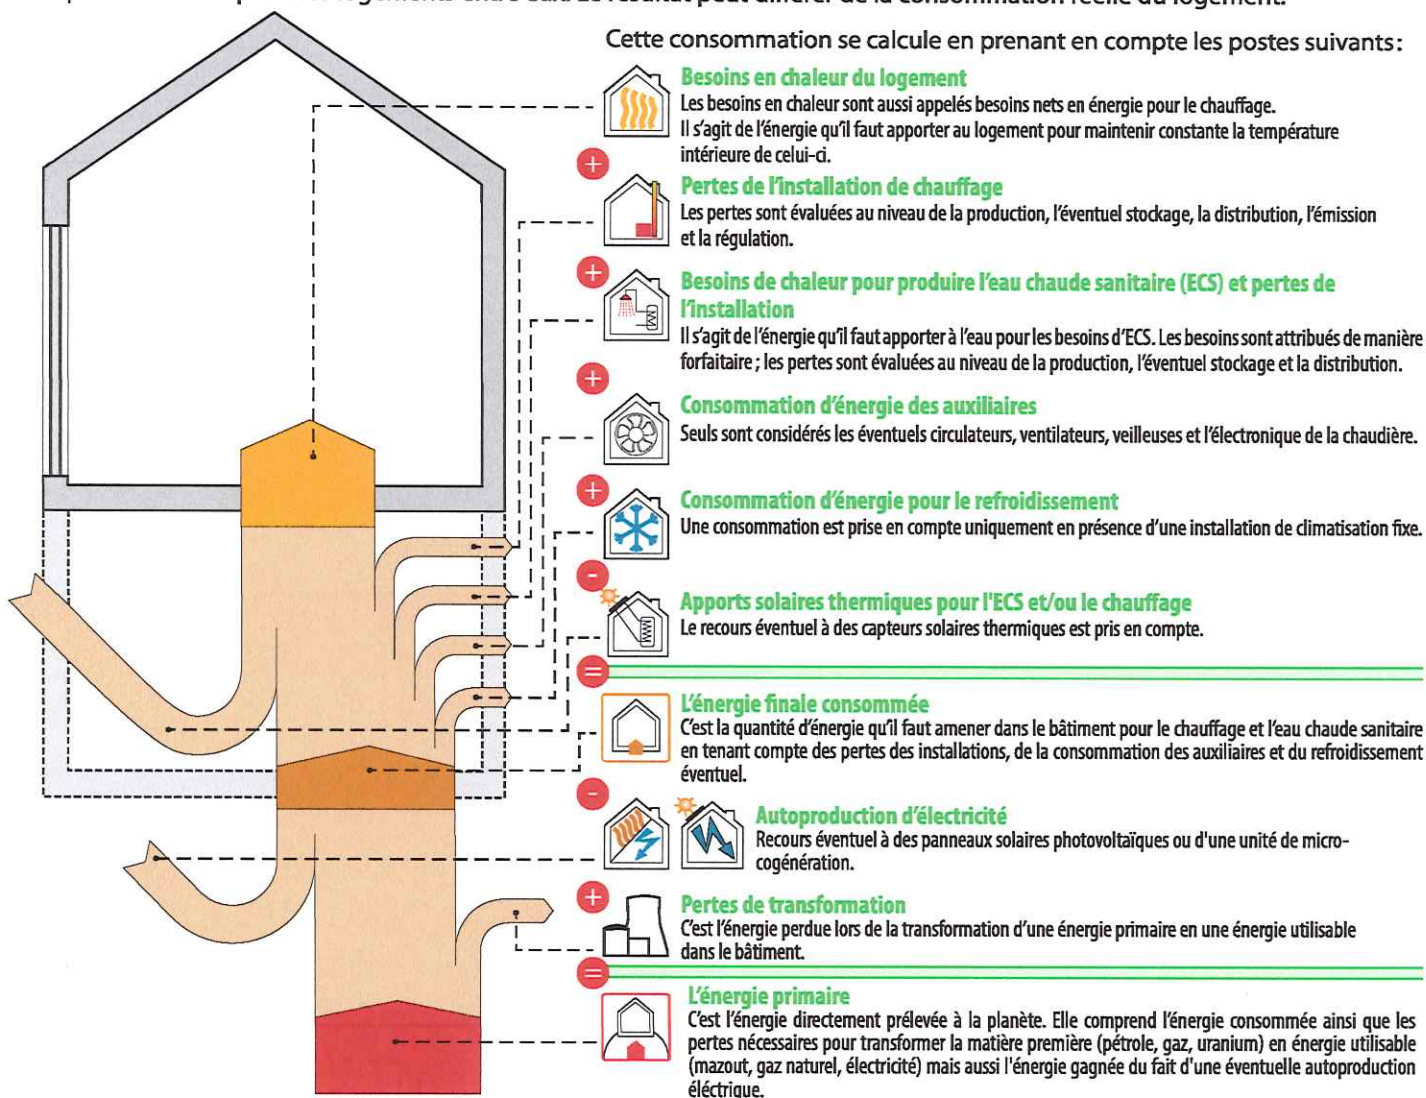 Cette consommation se calcule en prenant en compte les postes suivants:
Besoins en chaleur du logement
Les besoins en chaleur sont aussi appelés besoins nets en énergie pour le chauffage.
Il s'agit de l'énergie qu'il faut apporter au logement pour maintenir constante la température
intérieure de celui-ci.
+
Pertes de l'installation de chauffage
Les pertes sont évaluées au niveau de la production, l'éventuel stockage, la distribution, l'émission
et la régulation.
+
Besoins de chaleur pour produire l'eau chaude sanitaire (ECS) et pertes de
l'installation
Il s'agit de l'énergie qu'il faut apporter à l'eau pour les besoins d'ECS. Les besoins sont attribués de manière
forfaitaire ; les pertes sont évaluées au niveau de la production, l'éventuel stockage et la distribution.
+
Consommation d'énergie des auxiliaires
Seuls sont considérés les éventuels circulateurs, ventilateurs, veilleuses et l'électronique de la chaudière.
+
Consommation d'énergie pour le refroidissement
Une consommation est prise en compte uniquement en présence d'une installation de climatisation fixe.
-
Apports solaires thermiques pour l'ECS et/ou le chauffage
Le recours éventuel à des capteurs solaires thermiques est pris en compte.
=
L'énergie finale consommée
C'est la quantité d'énergie qu'il faut amener dans le bâtiment pour le chauffage et l'eau chaude sanitaire
en tenant compte des pertes des installations, de la consommation des auxiliaires et du refroidissement
éventuel.
-
Autoproduction d'électricité
Recours éventuel à des panneaux solaires photovoltaïques ou d'une unité de micro-
cogénération.
+
Pertes de transformation
C'est l'énergie perdue lors de la transformation d'une énergie primaire en une énergie utilisable
dans le bâtiment.
=
L'énergie primaire
C'est l'énergie directement prélevée à la planète. Elle comprend l'énergie consommée ainsi que les
pertes nécessaires pour transformer la matière première (pétrole, gaz, uranium) en énergie utilisable
(mazout, gaz naturel, électricité) mais aussi l'énergie gagnée du fait d'une éventuelle autoproduction
éléctrique.